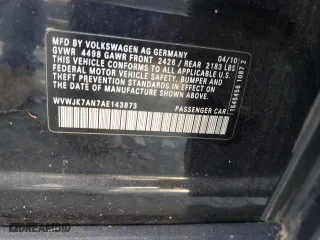 MFD BY VOLKSWAGEN AG GERMANY 04/10
GVWR 4498 GAWR FRONT 2426 / REAR 2183 LBS
THIS VEHICLE CONFORMS TO ALL APPLICABLE
FEDERAL MOTOR VEHICLE SAFETY, BUMPER AND
THEFT PREVENTION STANDARDS IN EFFECT ON THE
DATE OF MANUFACTURE SHOWN ABOVE
WVWJK7AN7AE143873 PASSENGER CAR